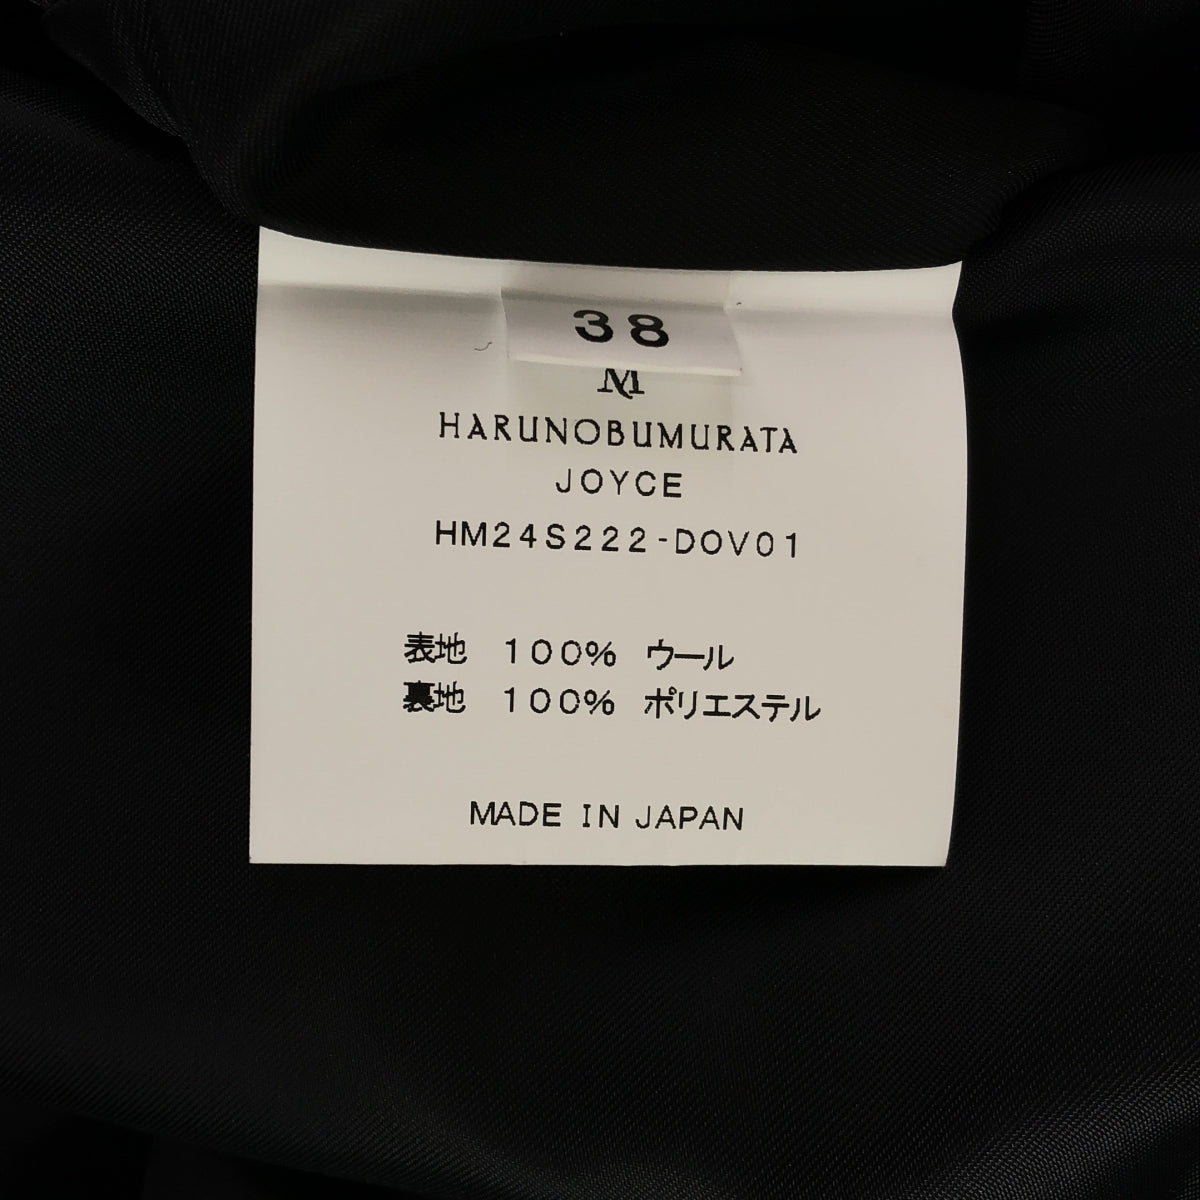 38
HARUNOBUMURATA
JOYCE
HM24S222-DOV01
表地 100% ウール
裏地 100% ポリエステル
MADE IN JAPAN